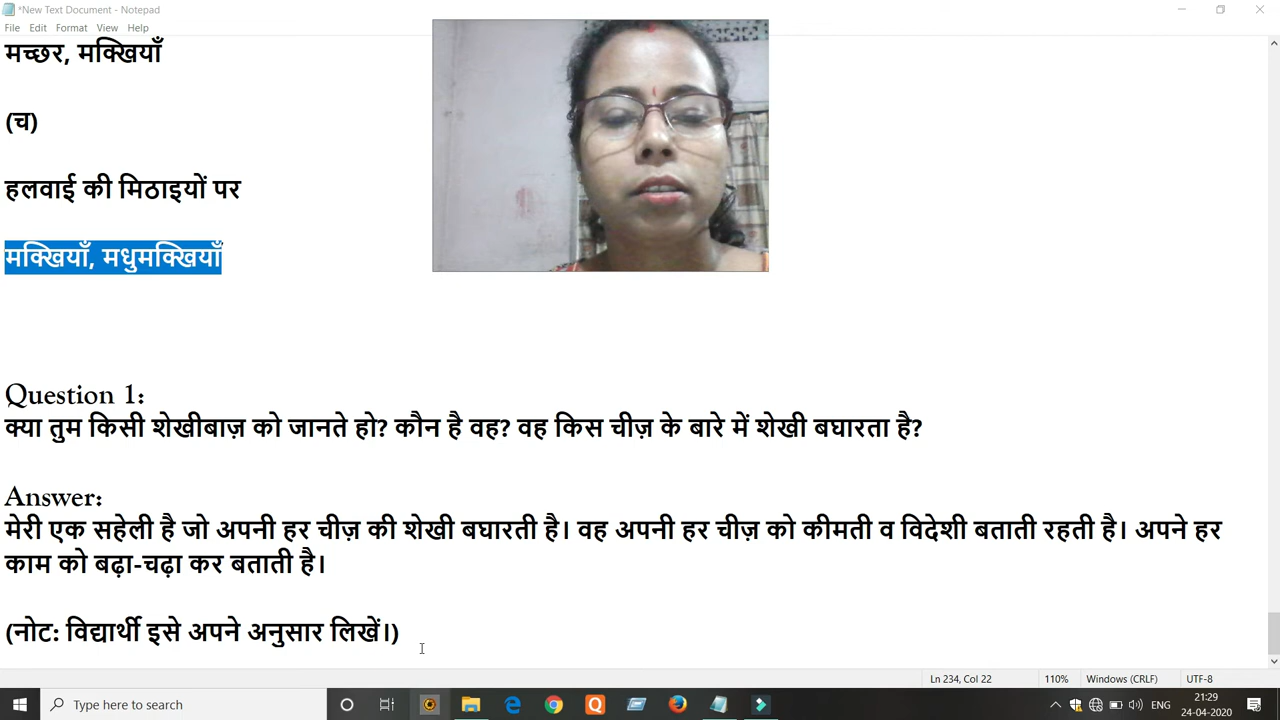 *New Text Document - Notepad
File Edit Format View Help
मच्छर, मक्खियाँ
(च)
हलवाई की मिठाइयों पर
मक्खियाँ, मधुमक्खियाँ
Question 1:
क्या तुम किसी शेखीबाज़ को जानते हो? कौन है वह? वह किस चीज़ के बारे में शेखी बघारता है?
Answer:
मेरी एक सहेली है जो अपनी हर चीज़ की शेखी बघारती है। वह अपनी हर चीज़ को कीमती व विदेशी बताती रहती है। अपने हर
काम को बढ़ा-चढ़ा कर बताती है।
(नोट: विद्यार्थी इसे अपने अनुसार लिखें।)
Ln 234, Col 22 110% Windows (CRLF) UTF-8
Type here to search
ENG
21:29
24-04-2020